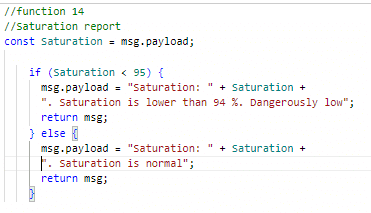 //function 14
//Saturation report
const Saturation = msg.payload;
if (Saturation < 95) {
msg.payload = "Saturation: " + Saturation +
". Saturation is lower than 94 %. Dangerously low";
return msg;
} else {
msg.payload = "Saturation: " + Saturation +
". Saturation is normal";
return msg;
}